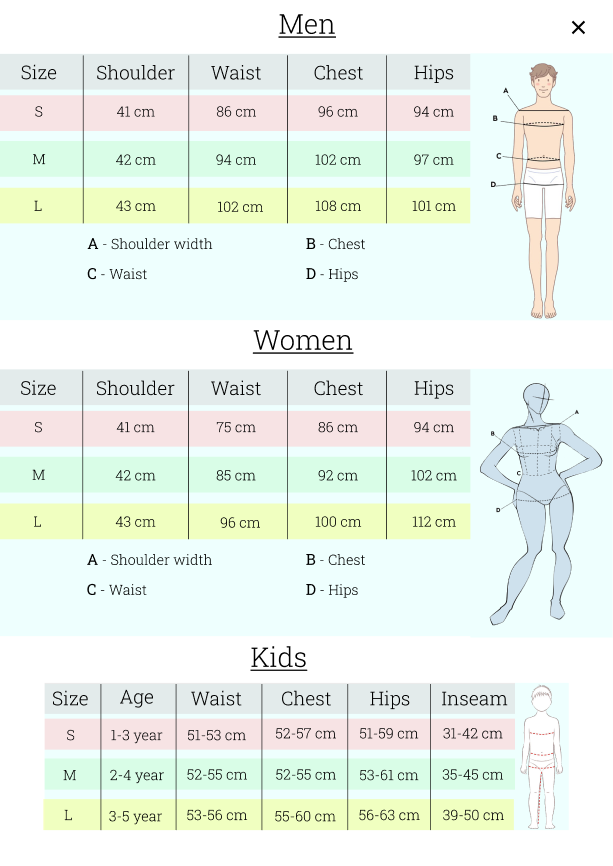 Men
×
Size Shoulder Waist Chest Hips
S 41 cm 86 cm 96 cm 94 cm
M 42 cm 94 cm 102 cm 97 cm
L 43 cm 102 cm 108 cm 101 cm
A - Shoulder width B - Chest
C - Waist D - Hips
A
B
C
D
Women
Size Shoulder Waist Chest Hips
S 41 cm 75 cm 86 cm 94 cm
M 42 cm 85 cm 92 cm 102 cm
L 43 cm 96 cm 100 cm 112 cm
A - Shoulder width B - Chest
C - Waist D - Hips
A
B
C
D
Kids
Size Age Waist Chest Hips Inseam
S 1-3 year 51-53 cm 52-57 cm 51-59 cm 31-42 cm
M 2-4 year 52-55 cm 52-55 cm 53-61 cm 35-45 cm
L 3-5 year 53-56 cm 55-60 cm 56-63 cm 39-50 cm